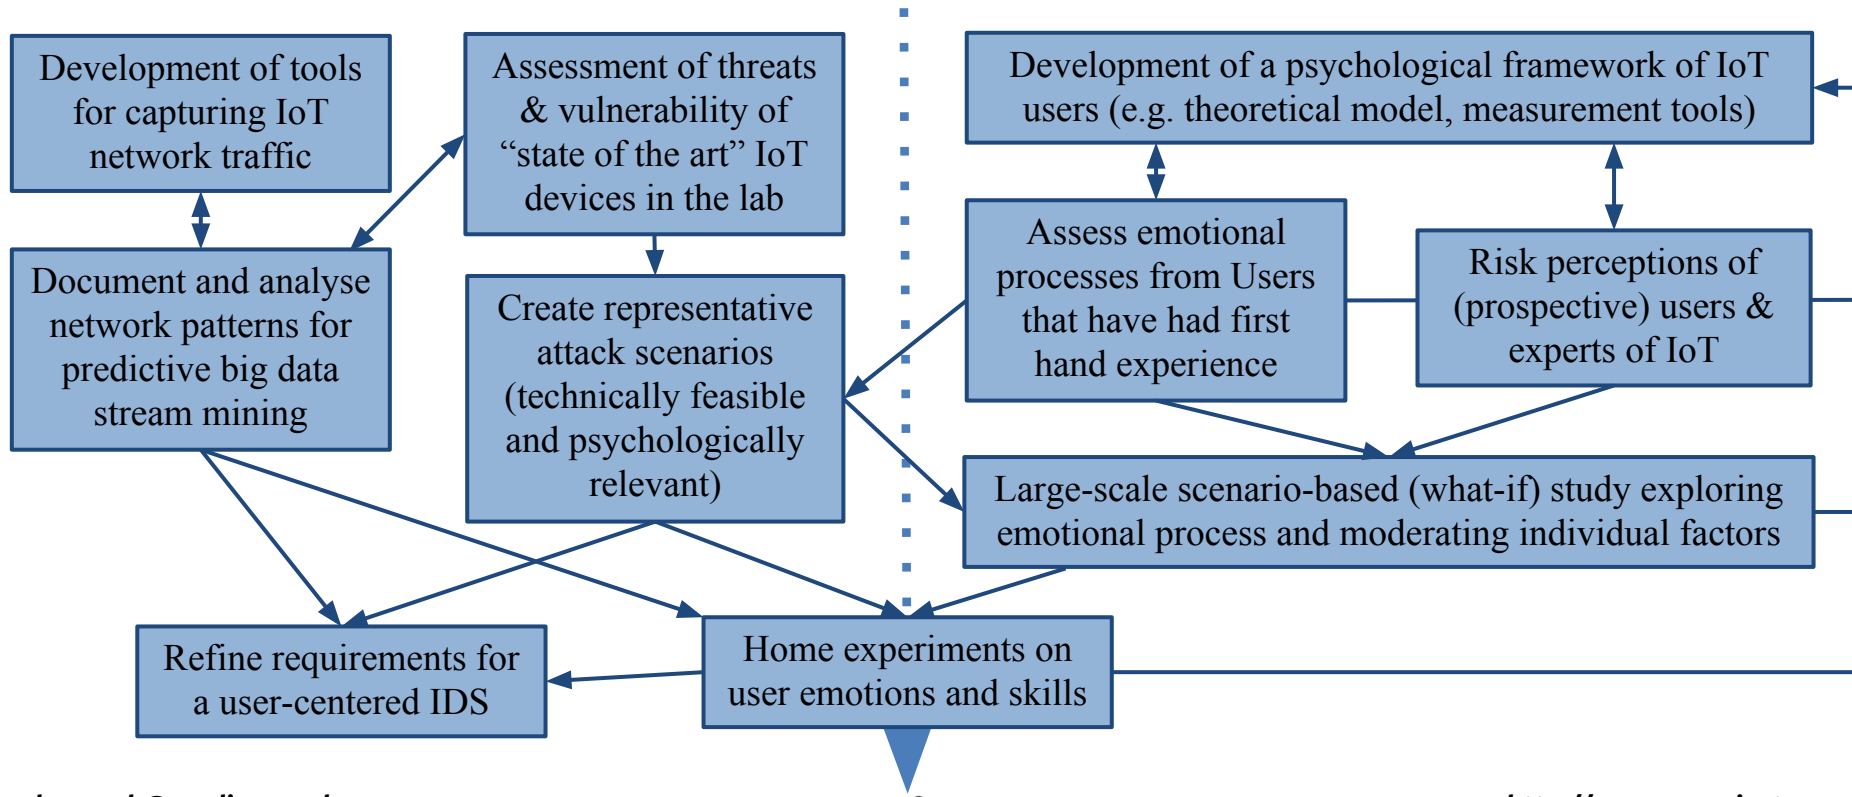 Development of tools
for capturing IoT
network traffic
Assessment of threats
& vulnerability of
“state of the art” IoT
devices in the lab
Development of a psychological framework of IoT
users (e.g. theoretical model, measurement tools)
Document and analyse
network patterns for
predictive big data
stream mining
Create representative
attack scenarios
(technically feasible
and psychologically
relevant)
Assess emotional
processes from Users
that have had first
hand experience
Risk perceptions of
(prospective) users &
experts of IoT
Large-scale scenario-based (what-if) study exploring
emotional process and moderating individual factors
Refine requirements for
a user-centered IDS
Home experiments on
user emotions and skills